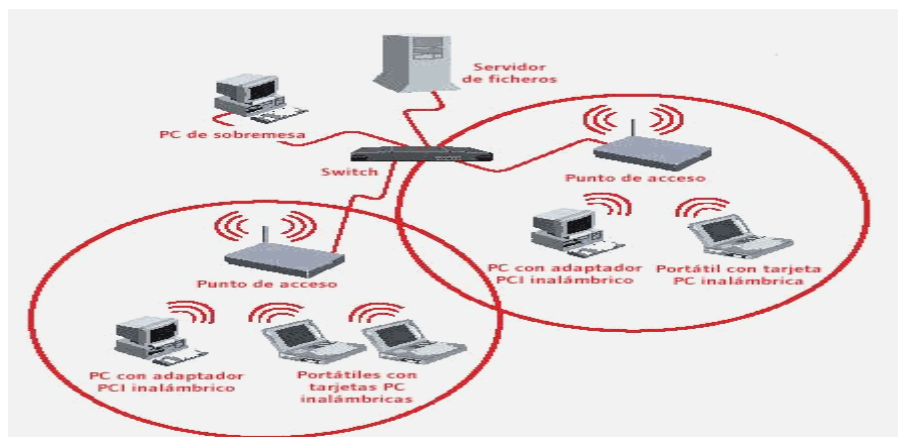 Servidor
de ficheros
PC de sobremesa
Switch
Punto de acceso
PC con adaptador
PCI inalámbrico
Portátil con tarjeta
PC inalámbrica
Punto de acceso
PC con adaptador
PCI inalámbrico
Portátiles con
tarjetas PC
inalámbricas